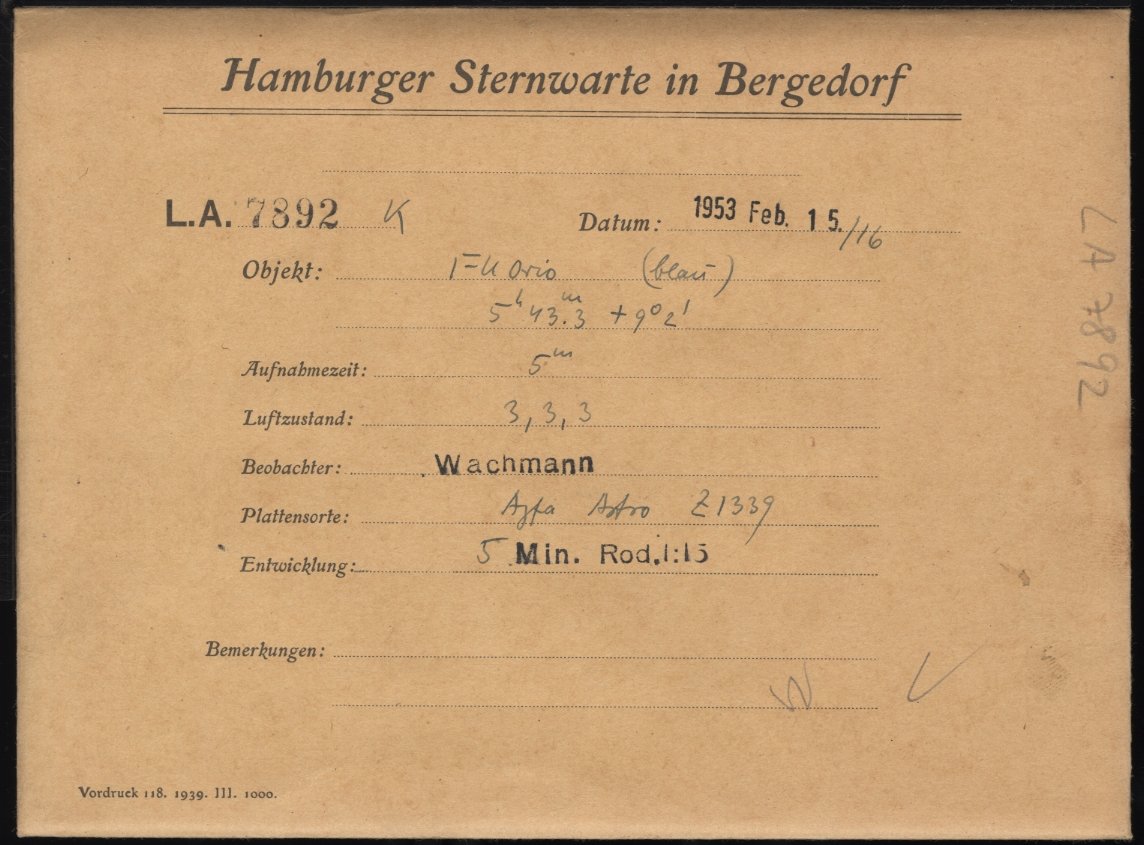 Hamburger Sternwarte in Bergedorf
L.A. 7892 K
Datum: 1953 Feb. 15./16
Objekt: FU Orio (blau)
5h 43.m3 +9° 2'
Aufnahmezeit: 5m
Luftzustand: 3, 3, 3
Beobachter: Wachmann
Plattensorte: Agfa Astro Z1339
Entwicklung: 5 Min. Rod. 1:15
Bemerkungen:
W
Vordruck 118. 1939. III. 1000.
LA 7892